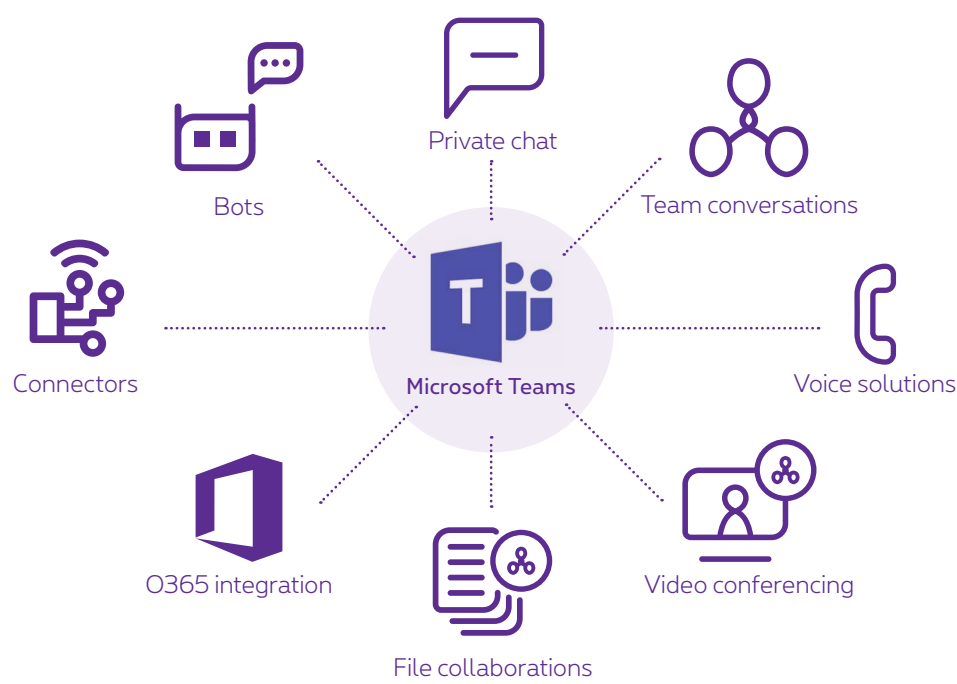 Private chat
Bots
Team conversations
T
Microsoft Teams
Connectors
Voice solutions
O365 integration
Video conferencing
File collaborations